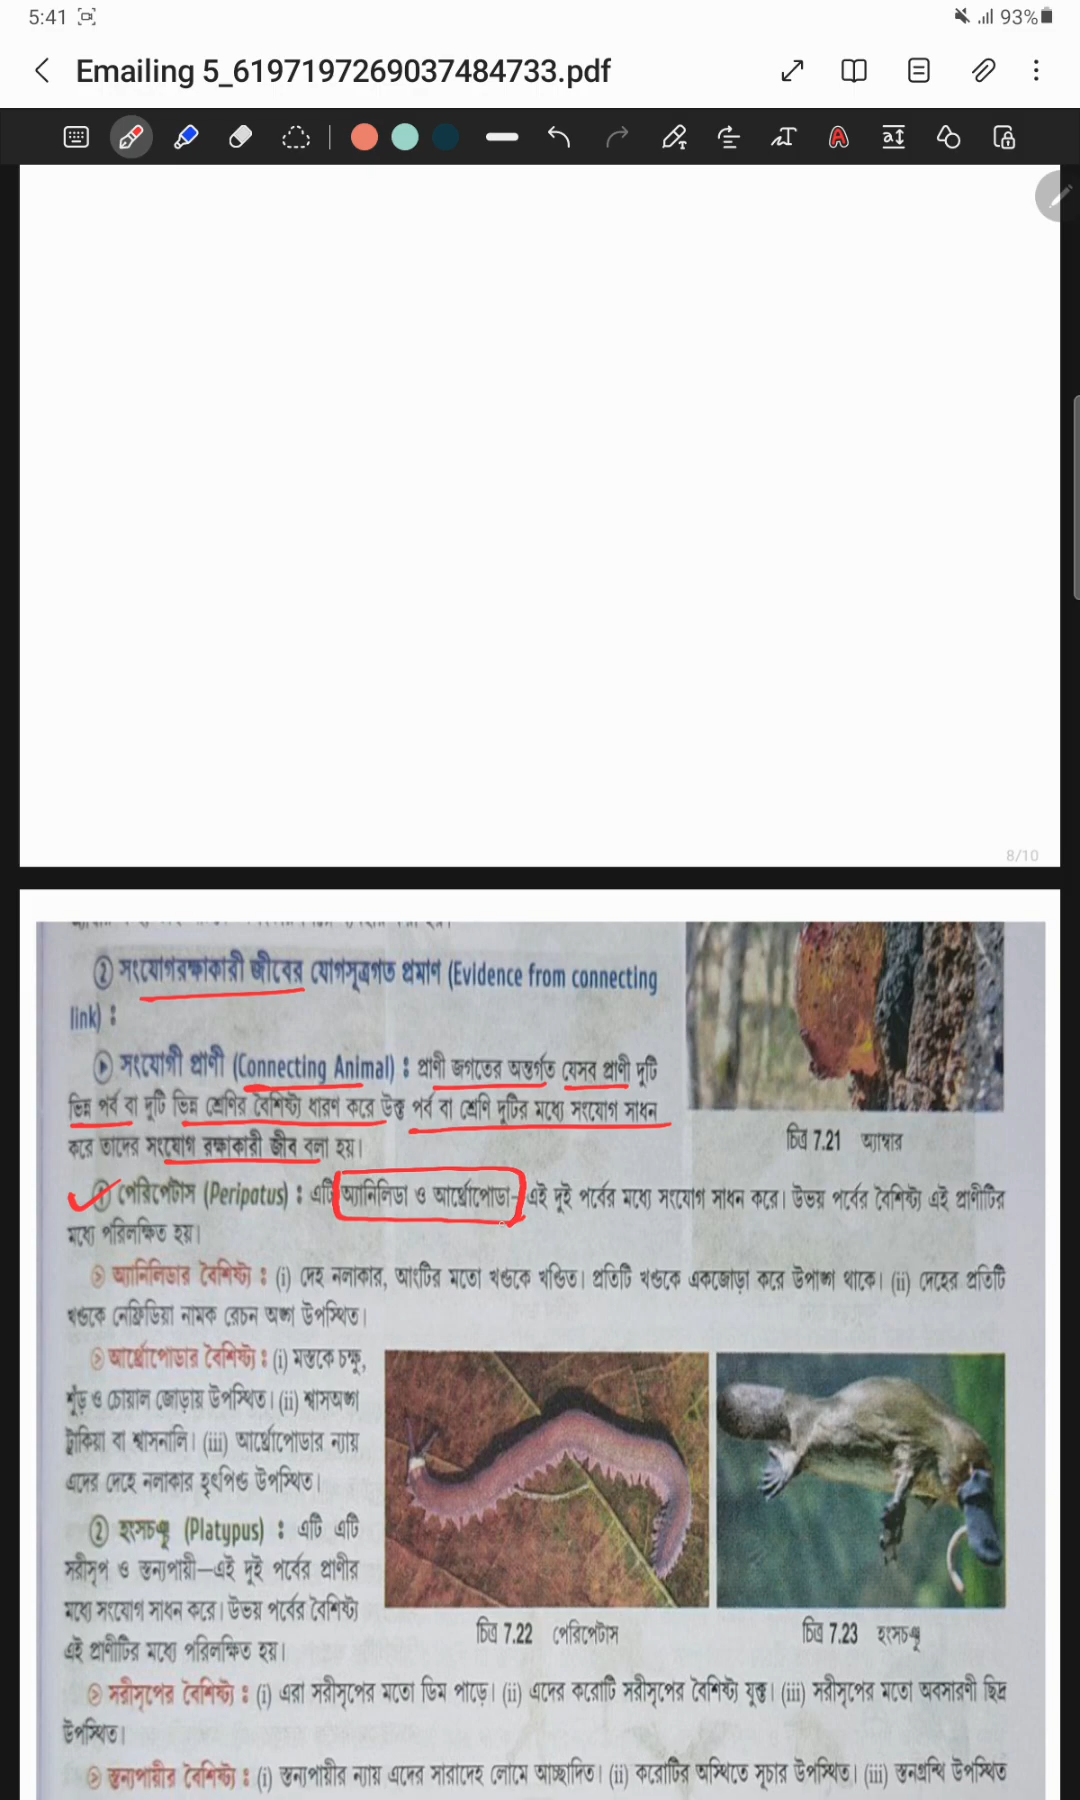 5:41 93%
Emailing 5_6197197269037484733.pdf
8/10
② সংযোগরক্ষাকারী জীবের যোগসূত্রগত প্রমাণ (Evidence from connecting
link) :
▶ সংযোগী প্রাণী (Connecting Animal) : প্রাণী জগতের অন্তর্গত যেসব প্রাণী দুটি
ভিন্ন পর্ব বা দুটি ভিন্ন শ্রেণির বৈশিষ্ট্য ধারণ করে উক্ত পর্ব বা শ্রেণি দুটির মধ্যে সংযোগ সাধন
করে তাদের সংযোগ রক্ষাকারী জীব বলা হয়।
চিত্র 7.21 অ্যাম্বার
① পেরিপেটাস (Peripatus) : এটি অ্যানিলিডা ও আর্থ্রোপোডা- এই দুই পর্বের মধ্যে সংযোগ সাধন করে। উভয় পর্বের বৈশিষ্ট্য এই প্রাণীটির
মধ্যে পরিলক্ষিত হয়।
অ্যানিলিডার বৈশিষ্ট্য : (i) দেহ নলাকার, আংটির মতো খণ্ডকে খণ্ডিত। প্রতিটি খণ্ডকে একজোড়া করে উপাঙ্গ থাকে। (ii) দেহের প্রতিটি
খণ্ডকে নেফ্রিডিয়া নামক রেচন অঙ্গ উপস্থিত।
আর্থ্রোপোডার বৈশিষ্ট্য : (i) মস্তকে চক্ষু,
শুঁড় ও চোয়াল জোড়ায় উপস্থিত। (ii) শ্বাসঅঙ্গ
ট্রাকিয়া বা শ্বাসনালি। (iii) আর্থ্রোপোডার ন্যায়
এদের দেহে নলাকার হৃৎপিণ্ড উপস্থিত।
② হংসচঞ্চু (Platypus) : এটি এটি
সরীসৃপ ও স্তন্যপায়ী—এই দুই পর্বের প্রাণীর
মধ্যে সংযোগ সাধন করে। উভয় পর্বের বৈশিষ্ট্য
এই প্রাণীটির মধ্যে পরিলক্ষিত হয়।
চিত্র 7.22 পেরিপেটাস
চিত্র 7.23 হংসচঞ্চু
সরীসৃপের বৈশিষ্ট্য : (i) এরা সরীসৃপের মতো ডিম পাড়ে। (ii) এদের করোটি সরীসৃপের বৈশিষ্ট্য যুক্ত। (iii) সরীসৃপের মতো অবসারণী ছিদ্র
উপস্থিত।
স্তন্যপায়ীর বৈশিষ্ট্য : (i) স্তন্যপায়ীর ন্যায় এদের সারাদেহ লোমে আচ্ছাদিত। (ii) করোটির অস্থিতে সূচার উপস্থিত। (iii) স্তনগ্রন্থি উপস্থিত